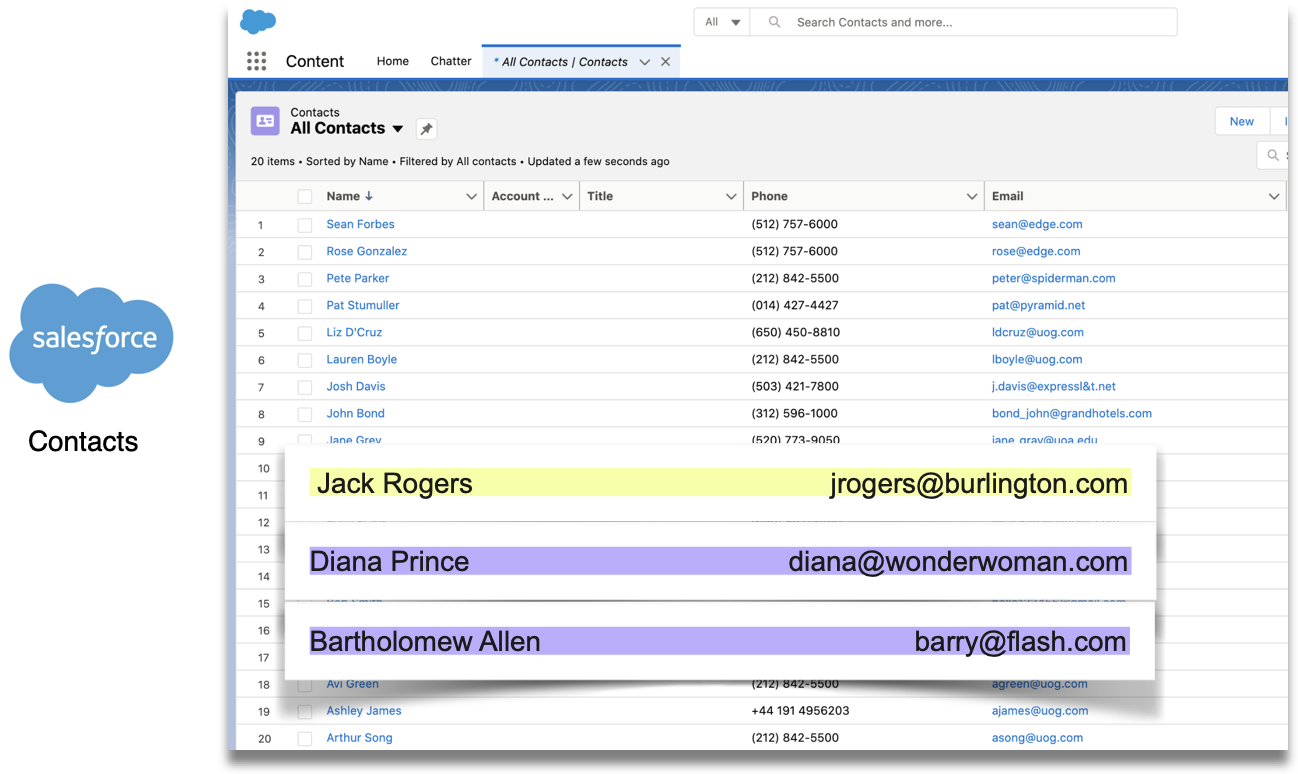 All
Search Contacts and more...
Content
Home
Chatter
* All Contacts | Contacts
Contacts
All Contacts
New
20 items • Sorted by Name • Filtered by All contacts • Updated a few seconds ago
Name Account ... Title Phone Email
1 Sean Forbes (512) 757-6000 sean@edge.com
2 Rose Gonzalez (512) 757-6000 rose@edge.com
3 Pete Parker (212) 842-5500 peter@spiderman.com
4 Pat Stumuller (014) 427-4427 pat@pyramid.net
5 Liz D'Cruz (650) 450-8810 ldcruz@uog.com
6 Lauren Boyle (212) 842-5500 lboyle@uog.com
7 Josh Davis (503) 421-7800 j.davis@expressl&t.net
8 John Bond (312) 596-1000 bond_john@grandhotels.com
9 Jane Grey (520) 773-9050 jane_gray@uoa.edu
10
Jack Rogers jrogers@burlington.com
11
12
13
Diana Prince diana@wonderwoman.com
14
15
16
Bartholomew Allen barry@flash.com
17
18 Avi Green (212) 842-5500 agreen@uog.com
19 Ashley James +44 191 4956203 ajames@uog.com
20 Arthur Song (212) 842-5500 asong@uog.com
salesforce
Contacts